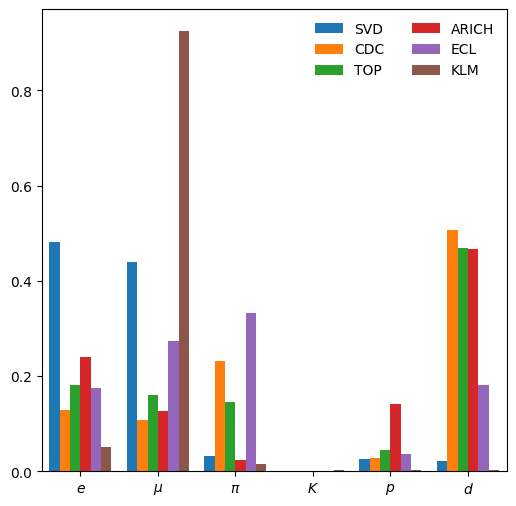 SVD ARICH
CDC ECL
TOP KLM
0.8
0.6
0.4
0.2
0.0
e μ π K p d